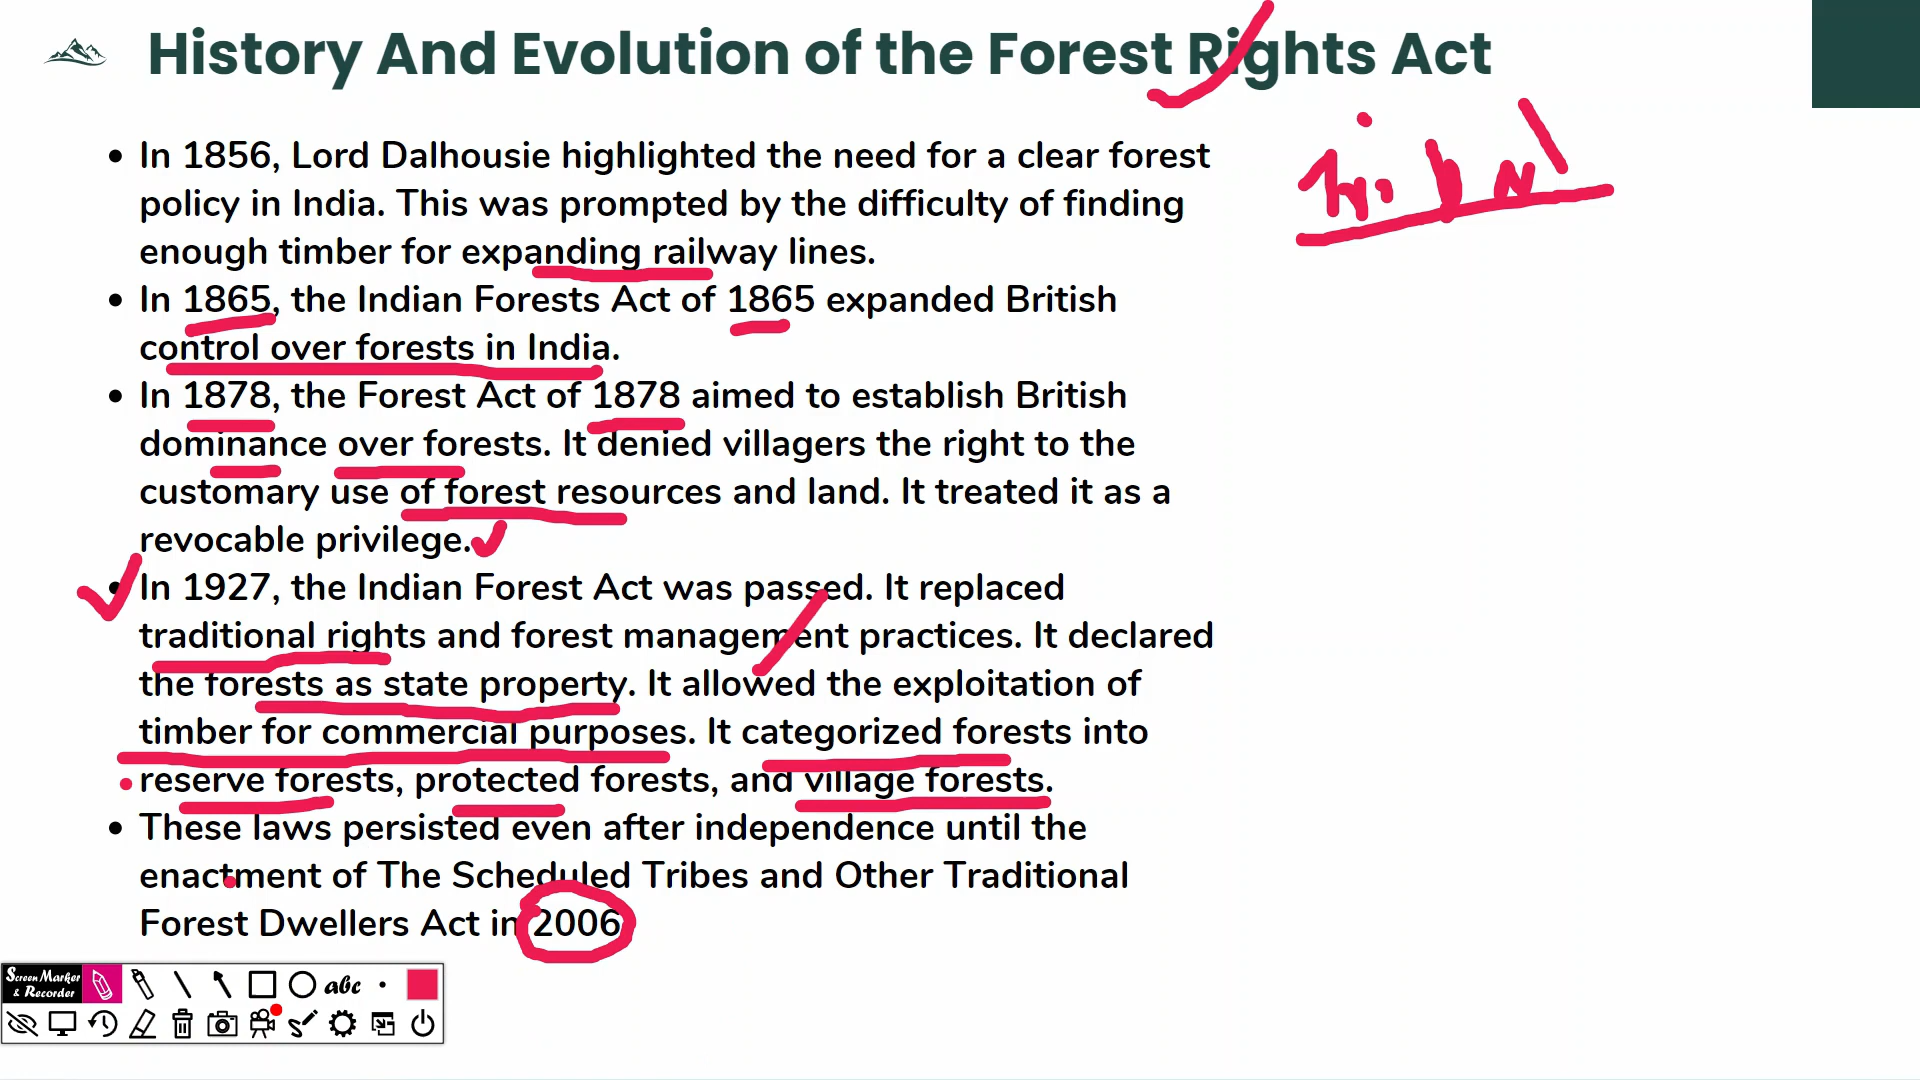 History And Evolution of the Forest Rights Act
• In 1856, Lord Dalhousie highlighted the need for a clear forest
policy in India. This was prompted by the difficulty of finding
enough timber for expanding railway lines.
• In 1865, the Indian Forests Act of 1865 expanded British
control over forests in India.
• In 1878, the Forest Act of 1878 aimed to establish British
dominance over forests. It denied villagers the right to the
customary use of forest resources and land. It treated it as a
revocable privilege.
• In 1927, the Indian Forest Act was passed. It replaced
traditional rights and forest management practices. It declared
the forests as state property. It allowed the exploitation of
timber for commercial purposes. It categorized forests into
reserve forests, protected forests, and village forests.
• These laws persisted even after independence until the
enactment of The Scheduled Tribes and Other Traditional
Forest Dwellers Act in 2006
Screen Marker
& Recorder
abc